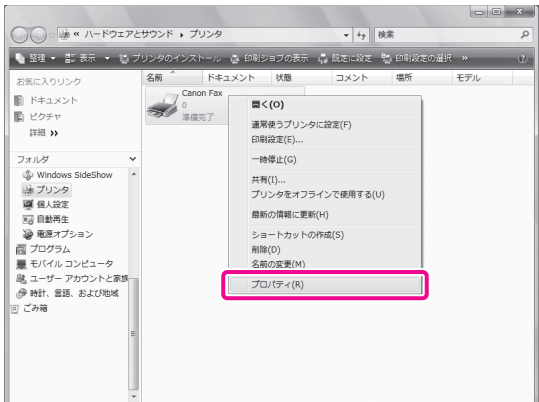 « ハードウェアとサウンド ▸ プリンタ
検索
整理 ▼ 表示 ▼ プリンタのインストール 印刷ジョブの表示 既定に設定 印刷設定の選択 »
お気に入りリンク
ドキュメント
ピクチャ
詳細 »
フォルダ
Windows SideShow
プリンタ
個人設定
自動再生
電源オプション
プログラム
モバイル コンピュータ
ユーザー アカウントと家族
時計、言語、および地域
ごみ箱
名前 ドキュメント 状態 コメント 場所 モデル
Canon Fax
0
準備完了
開く(O)
通常使うプリンタに設定(F)
印刷設定(E)...
一時停止(G)
共有(I)...
プリンタをオフラインで使用する(U)
最新の情報に更新(H)
ショートカットの作成(S)
削除(D)
名前の変更(M)
プロパティ(R)